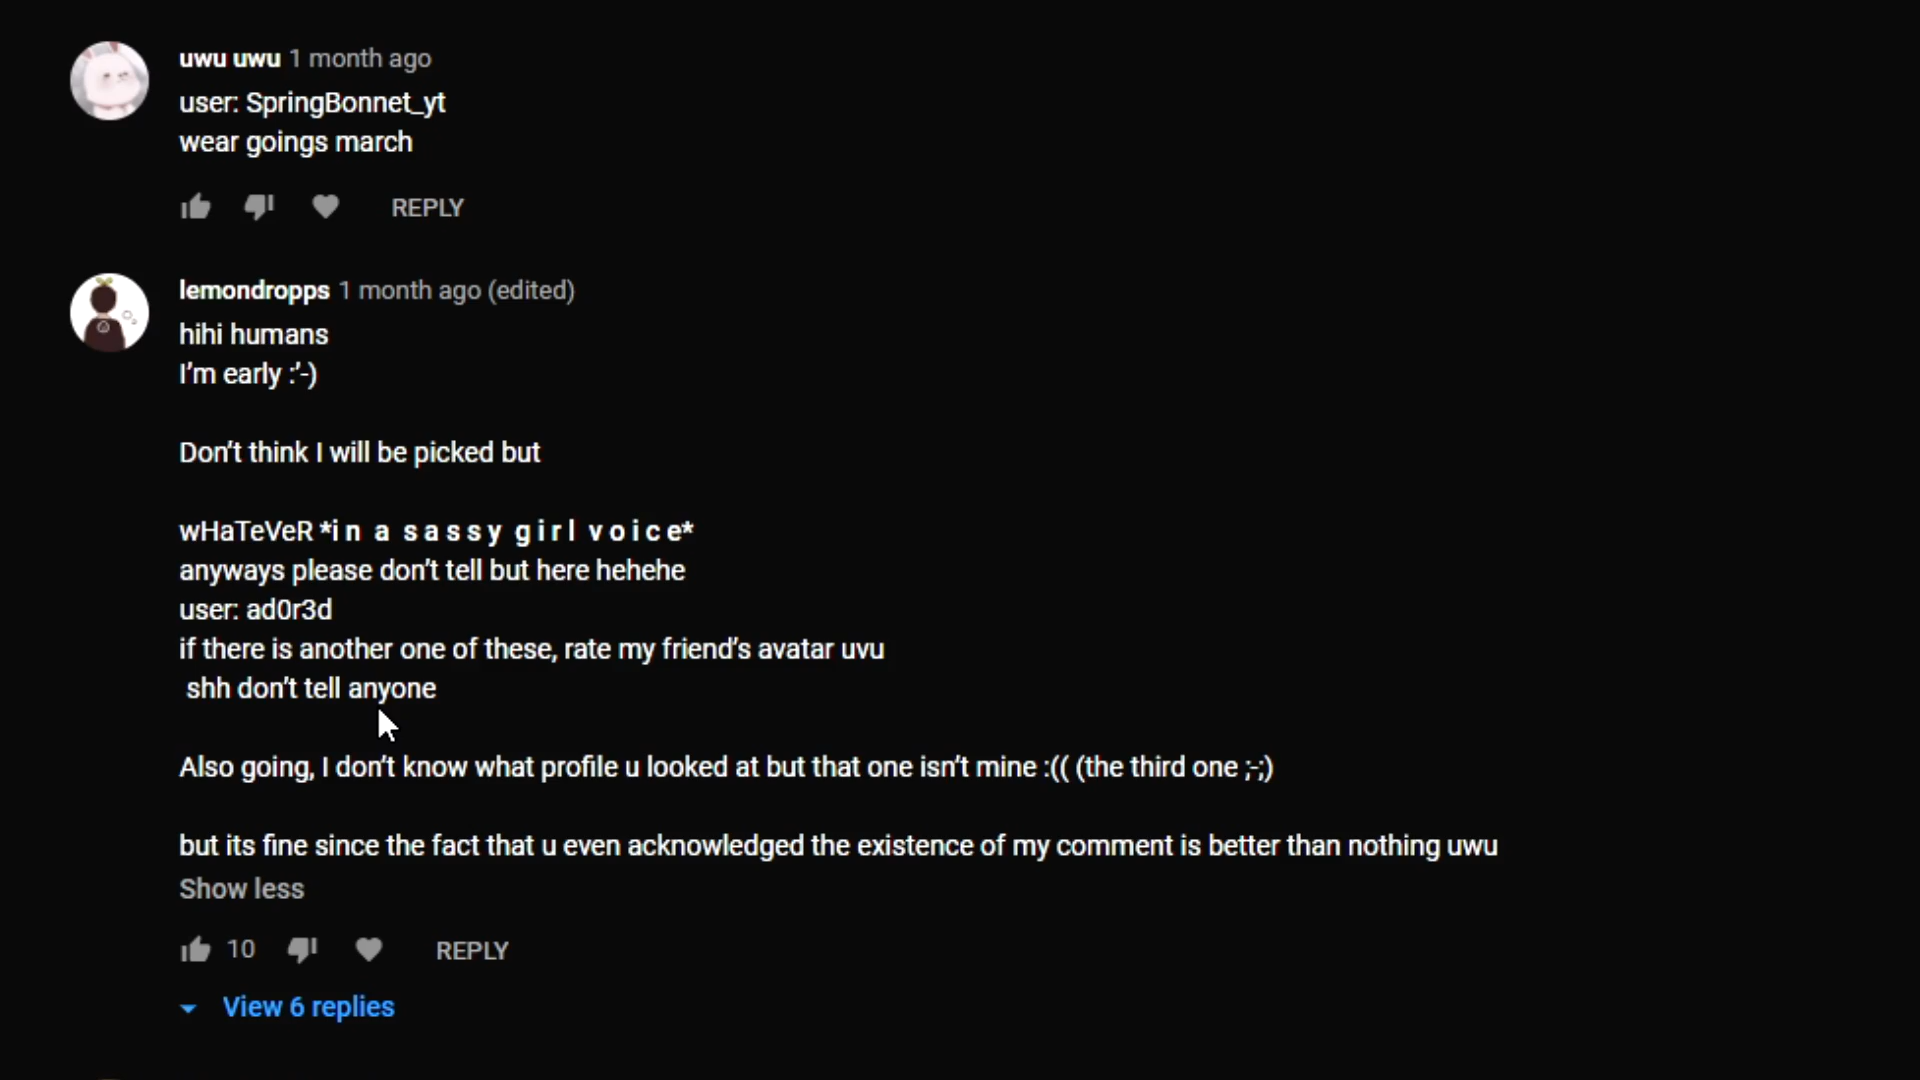 uwu uwu 1 month ago
user: SpringBonnet_yt
wear goings march
REPLY
lemondropps 1 month ago (edited)
hihi humans
I'm early :'-)
Don't think I will be picked but
wHaTeVeR *i n a s a s s y g i r l v o i c e*
anyways please don't tell but here hehehe
user: ad0r3d
if there is another one of these, rate my friend's avatar uvu
shh don't tell anyone
Also going, I don't know what profile u looked at but that one isn't mine :(( (the third one ;-;)
but its fine since the fact that u even acknowledged the existence of my comment is better than nothing uwu
Show less
10 REPLY
View 6 replies